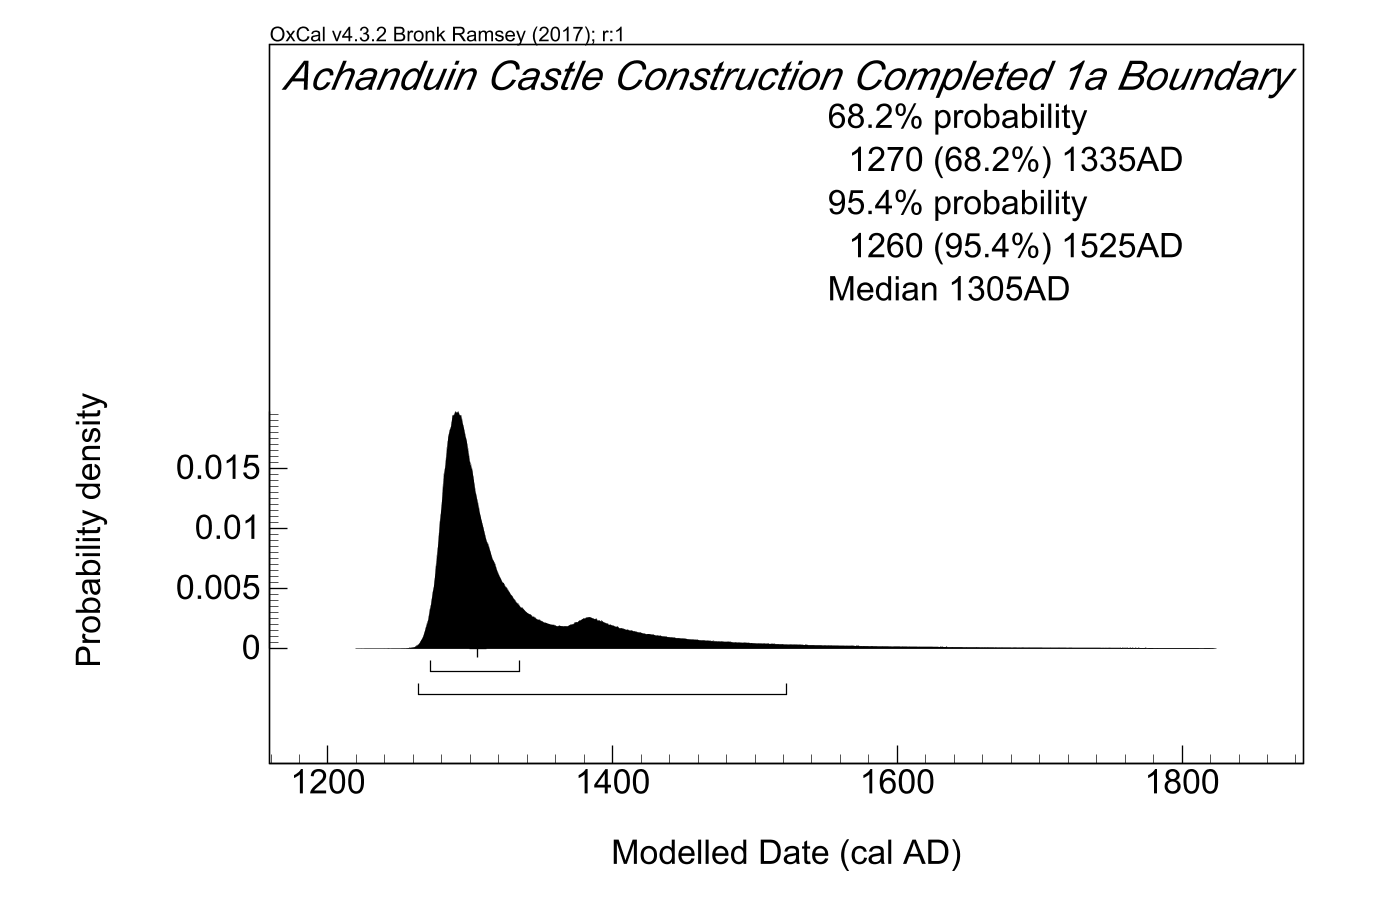 OxCal v4.3.2 Bronk Ramsey (2017); r:1
Achanduin Castle Construction Completed 1a Boundary
68.2% probability
1270 (68.2%) 1335AD
95.4% probability
1260 (95.4%) 1525AD
Median 1305AD
Probability density
0.015
0.01
0.005
0
1200 1400 1600 1800
Modelled Date (cal AD)